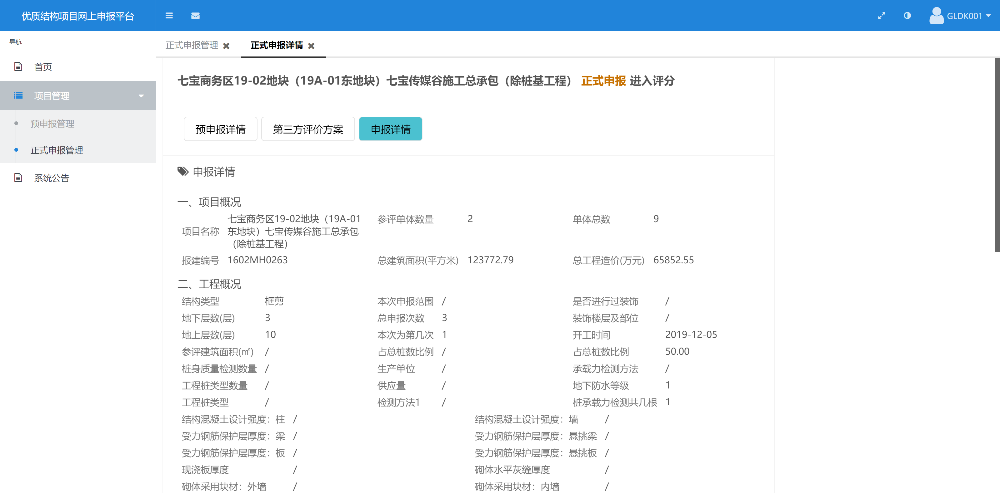 优质结构项目网上申报平台
GLDK001
导航
首页
项目管理
预申报管理
正式申报管理
系统公告
正式申报管理
正式申报详情
七宝商务区19-02地块（19A-01东地块）七宝传媒谷施工总承包（除桩基工程） 正式申报 进入评分
预申报详情 第三方评价方案 申报详情
申报详情
一、项目概况
项目名称 七宝商务区19-02地块（19A-01
东地块）七宝传媒谷施工总承包
（除桩基工程）
参评单体数量 2 单体总数 9
报建编号 1602MH0263 总建筑面积(平方米) 123772.79 总工程造价(万元) 65852.55
二、工程概况
结构类型 框剪 本次申报范围 / 是否进行过装饰 /
地下层数(层) 3 总申报次数 3 装饰楼层及部位 /
地上层数(层) 10 本次为第几次 1 开工时间 2019-12-05
参评建筑面积(㎡) / 占总桩数比例 / 占总桩数比例 50.00
桩身质量检测数量 / 生产单位 / 承载力检测方法 /
工程桩类型数量 / 供应量 / 地下防水等级 1
工程桩类型 / 检测方法1 / 桩承载力检测共几根 1
结构混凝土设计强度：柱 / 结构混凝土设计强度：墙 /
受力钢筋保护层厚度：梁 / 受力钢筋保护层厚度：悬挑梁 /
受力钢筋保护层厚度：板 / 受力钢筋保护层厚度：悬挑板 /
现浇板厚度 / 砌体水平灰缝厚度 /
砌体采用块材：外墙 / 砌体采用块材：内墙 /